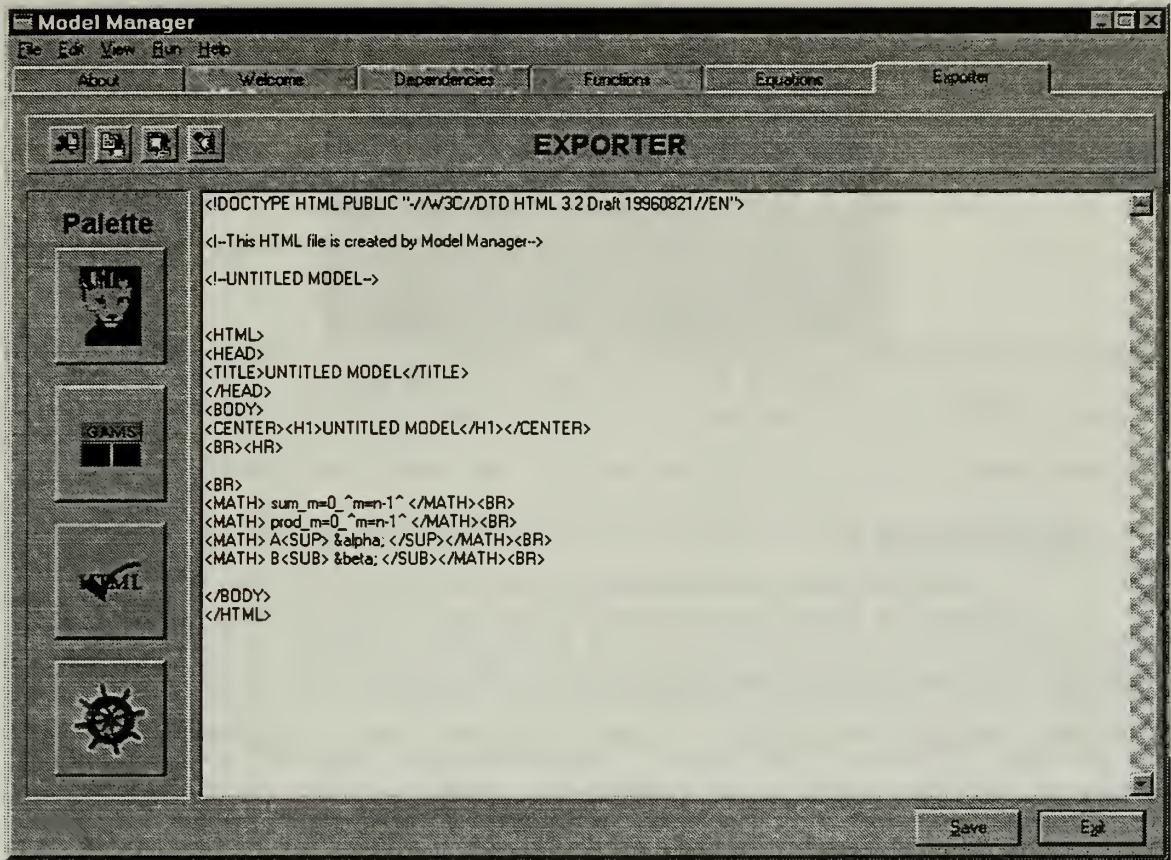 Model Manager
File Edit View Run Help
About Welcome Dependencies Functions Equations Exporter
EXPORTER
Palette
AMPL
GAMS
HTML
<!DOCTYPE HTML PUBLIC "-//W3C//DTD HTML 3.2 Draft 19960821//EN">
<!--This HTML file is created by Model Manager-->
<!--UNTITLED MODEL-->
<HTML>
<HEAD>
<TITLE>UNTITLED MODEL</TITLE>
</HEAD>
<BODY>
<CENTER><H1>UNTITLED MODEL</H1></CENTER>
<BR><HR>
<BR>
<MATH> sum_m=0_^m=n-1^ </MATH><BR>
<MATH> prod_m=0_^m=n-1^ </MATH><BR>
<MATH> A<SUP> &alpha; </SUP></MATH><BR>
<MATH> B<SUB> &beta; </SUB></MATH><BR>
</BODY>
</HTML>
Save Exit